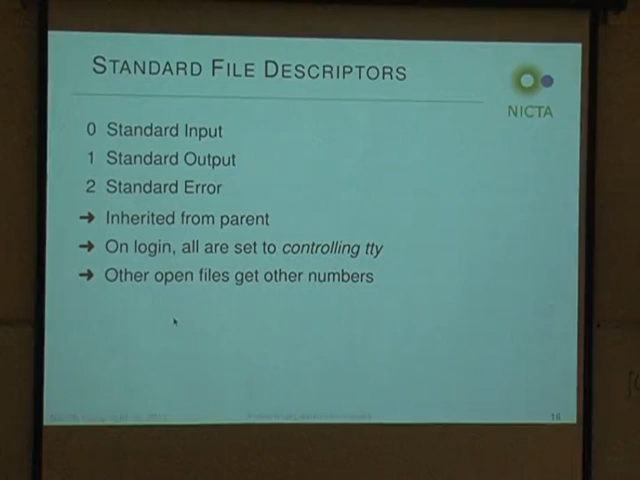 STANDARD FILE DESCRIPTORS
NICTA
0 Standard Input
1 Standard Output
2 Standard Error
➔ Inherited from parent
➔ On login, all are set to controlling tty
➔ Other open files get other numbers
16